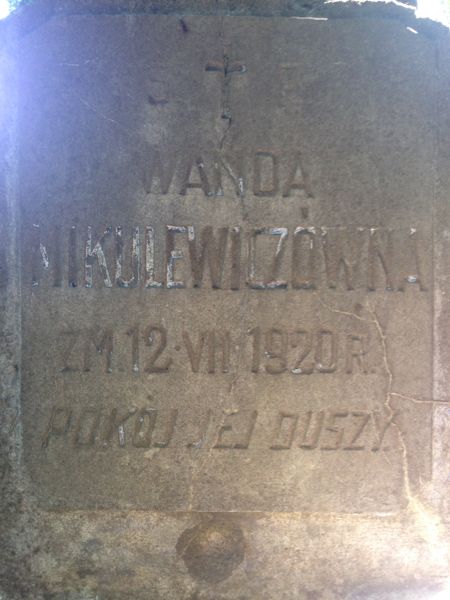 WANDA
MIKULEWICZÓWNA
ZM. 12·VII·1920 R.
POKÓJ JEJ DUSZY.